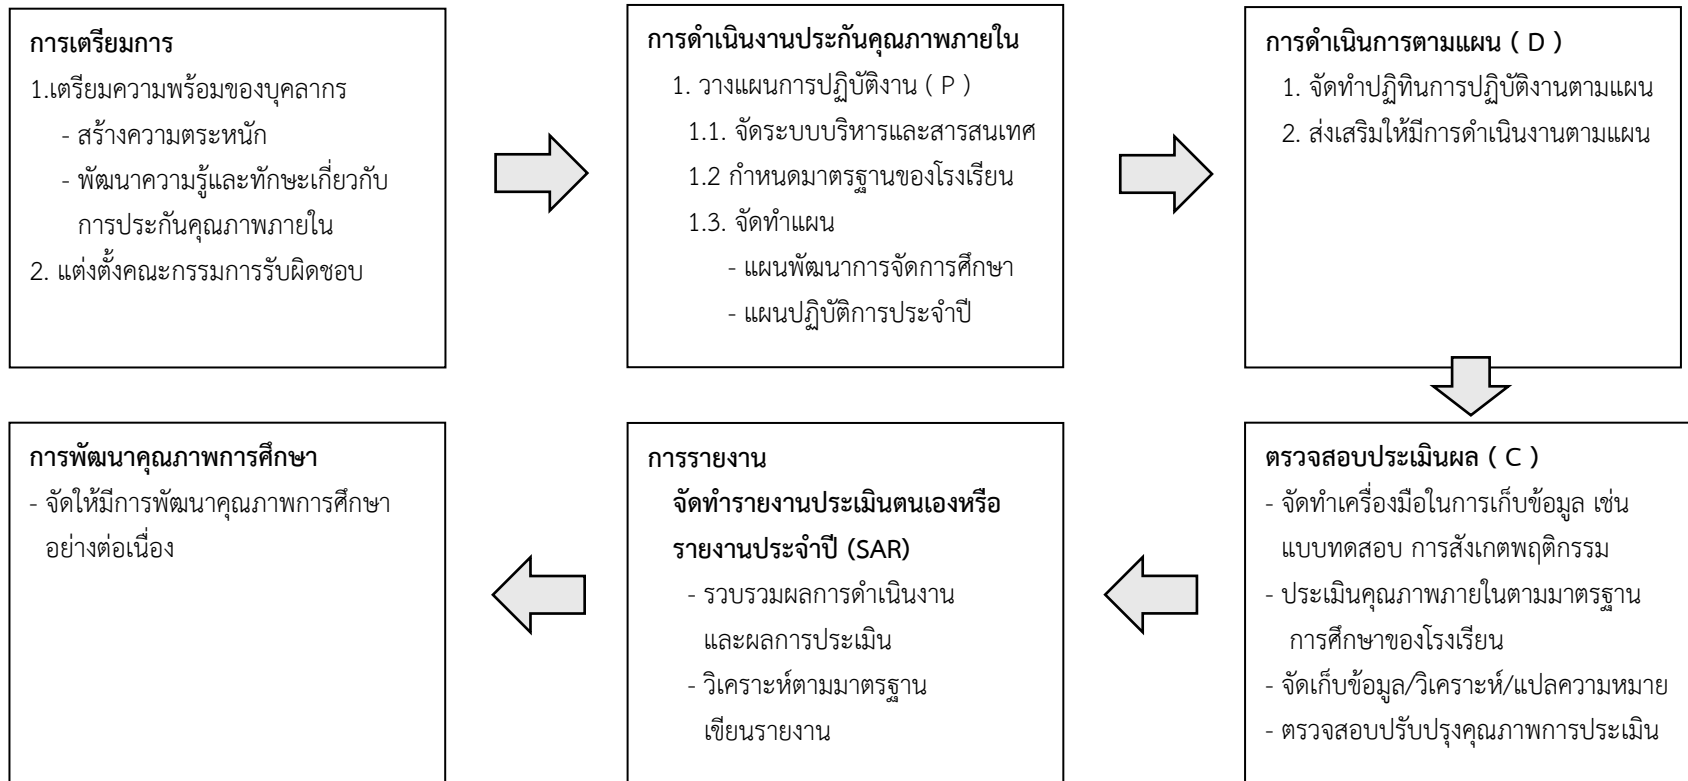 การเตรียมการ
1.เตรียมความพร้อมของบุคลากร
- สร้างความตระหนัก
- พัฒนาความรู้และทักษะเกี่ยวกับ
การประกันคุณภาพภายใน
2. แต่งตั้งคณะกรรมการรับผิดชอบ
การดำเนินงานประกันคุณภาพภายใน
1. วางแผนการปฏิบัติงาน ( P )
1.1. จัดระบบบริหารและสารสนเทศ
1.2 กำหนดมาตรฐานของโรงเรียน
1.3. จัดทำแผน
- แผนพัฒนาการจัดการศึกษา
- แผนปฏิบัติการประจำปี
การดำเนินการตามแผน ( D )
1. จัดทำปฏิทินการปฏิบัติงานตามแผน
2. ส่งเสริมให้มีการดำเนินงานตามแผน
ตรวจสอบประเมินผล ( C )
- จัดทำเครื่องมือในการเก็บข้อมูล เช่น
แบบทดสอบ การสังเกตพฤติกรรม
- ประเมินคุณภาพภายในตามมาตรฐาน
การศึกษาของโรงเรียน
- จัดเก็บข้อมูล/วิเคราะห์/แปลความหมาย
- ตรวจสอบปรับปรุงคุณภาพการประเมิน
การรายงาน
จัดทำรายงานประเมินตนเองหรือ
รายงานประจำปี (SAR)
- รวบรวมผลการดำเนินงาน
และผลการประเมิน
- วิเคราะห์ตามมาตรฐาน
เขียนรายงาน
การพัฒนาคุณภาพการศึกษา
- จัดให้มีการพัฒนาคุณภาพการศึกษา
อย่างต่อเนื่อง